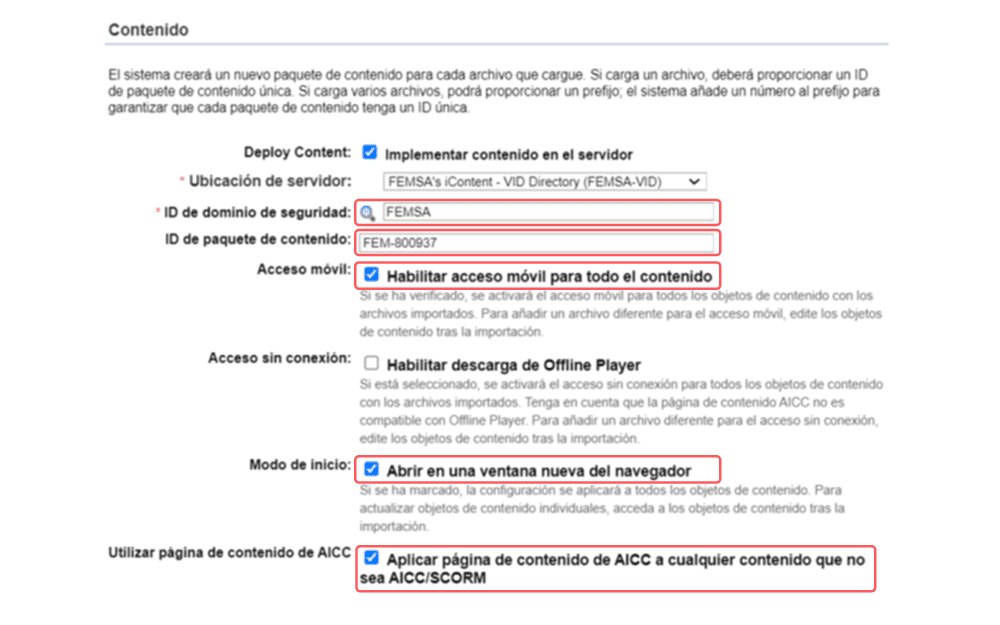 Contenido
El sistema creará un nuevo paquete de contenido para cada archivo que cargue. Si carga un archivo, deberá proporcionar un ID
de paquete de contenido única. Si carga varios archivos, podrá proporcionar un prefijo; el sistema añade un número al prefijo para
garantizar que cada paquete de contenido tenga un ID única.
Deploy Content: Implementar contenido en el servidor
* Ubicación de servidor: FEMSA's iContent - VID Directory (FEMSA-VID)
* ID de dominio de seguridad: FEMSA
ID de paquete de contenido: FEM-800937
Acceso móvil: Habilitar acceso móvil para todo el contenido
Si se ha verificado, se activará el acceso móvil para todos los objetos de contenido con los
archivos importados. Para añadir un archivo diferente para el acceso móvil, edite los objetos
de contenido tras la importación.
Acceso sin conexión: Habilitar descarga de Offline Player
Si está seleccionado, se activará el acceso sin conexión para todos los objetos de contenido
con los archivos importados. Tenga en cuenta que la página de contenido AICC no es
compatible con Offline Player. Para añadir un archivo diferente para el acceso sin conexión,
edite los objetos de contenido tras la importación.
Modo de inicio: Abrir en una ventana nueva del navegador
Si se ha marcado, la configuración se aplicará a todos los objetos de contenido. Para
actualizar objetos de contenido individuales, acceda a los objetos de contenido tras la
importación.
Utilizar página de contenido de AICC Aplicar página de contenido de AICC a cualquier contenido que no
sea AICC/SCORM